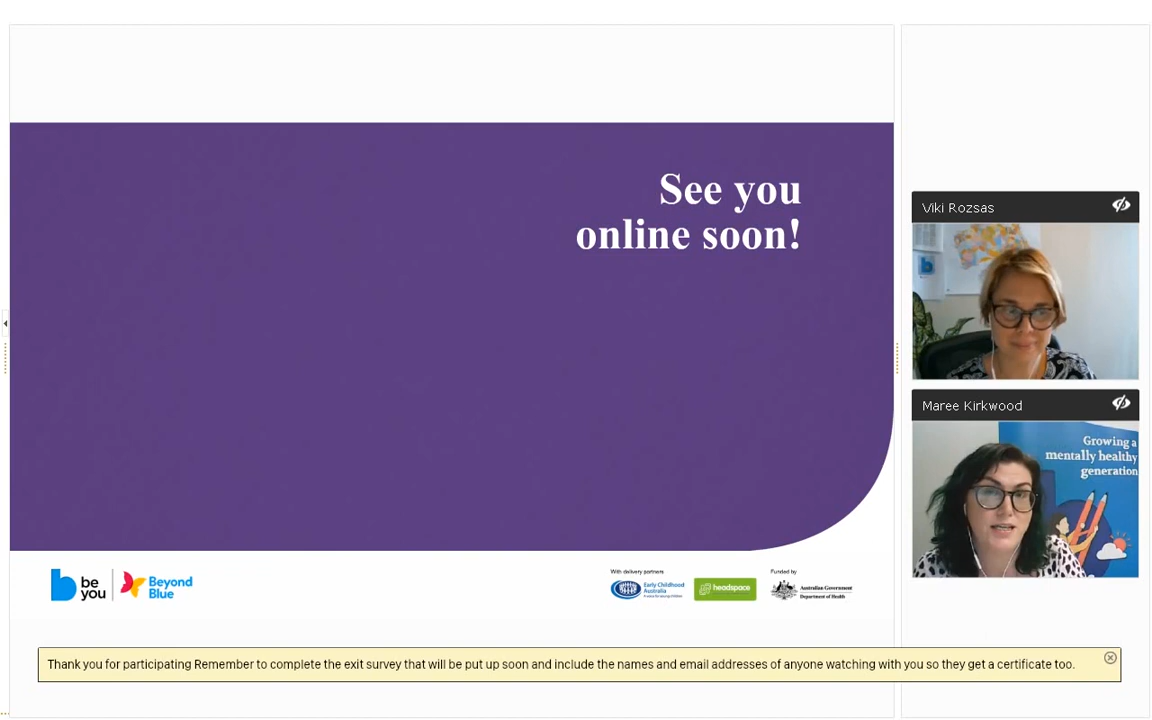 See you
online soon!
Viki Rozsas
Maree Kirkwood
Growing a
mentally healthy
generation
be
you
Beyond
Blue
With delivery partners
Early Childhood
Australia
headspace
Funded by
Australian Government
Department of Health
Thank you for participating Remember to complete the exit survey that will be put up soon and include the names and email addresses of anyone watching with you so they get a certificate too.